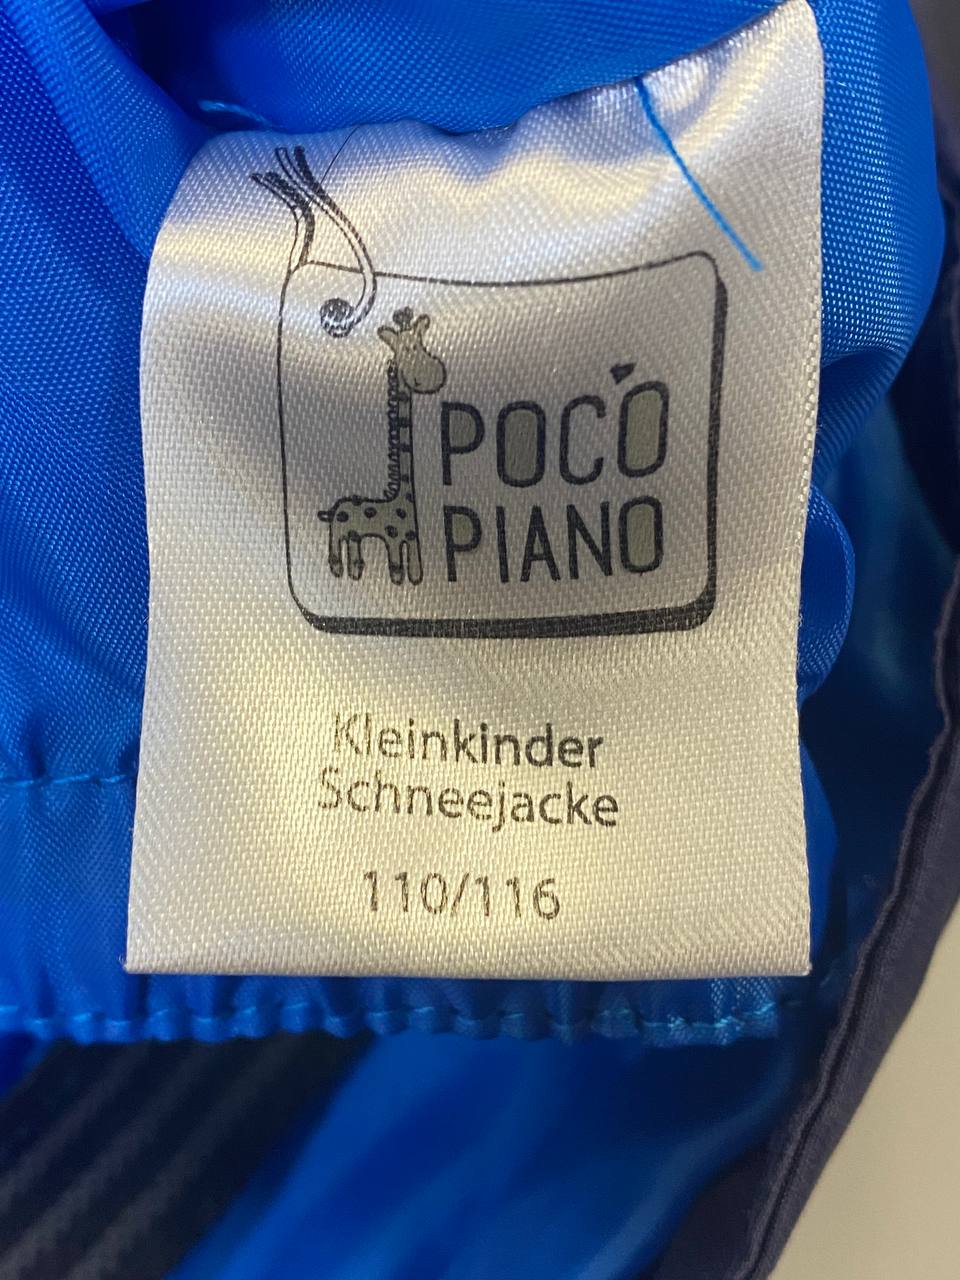 POCO
PIANO
Kleinkinder
Schneejacke
110/116